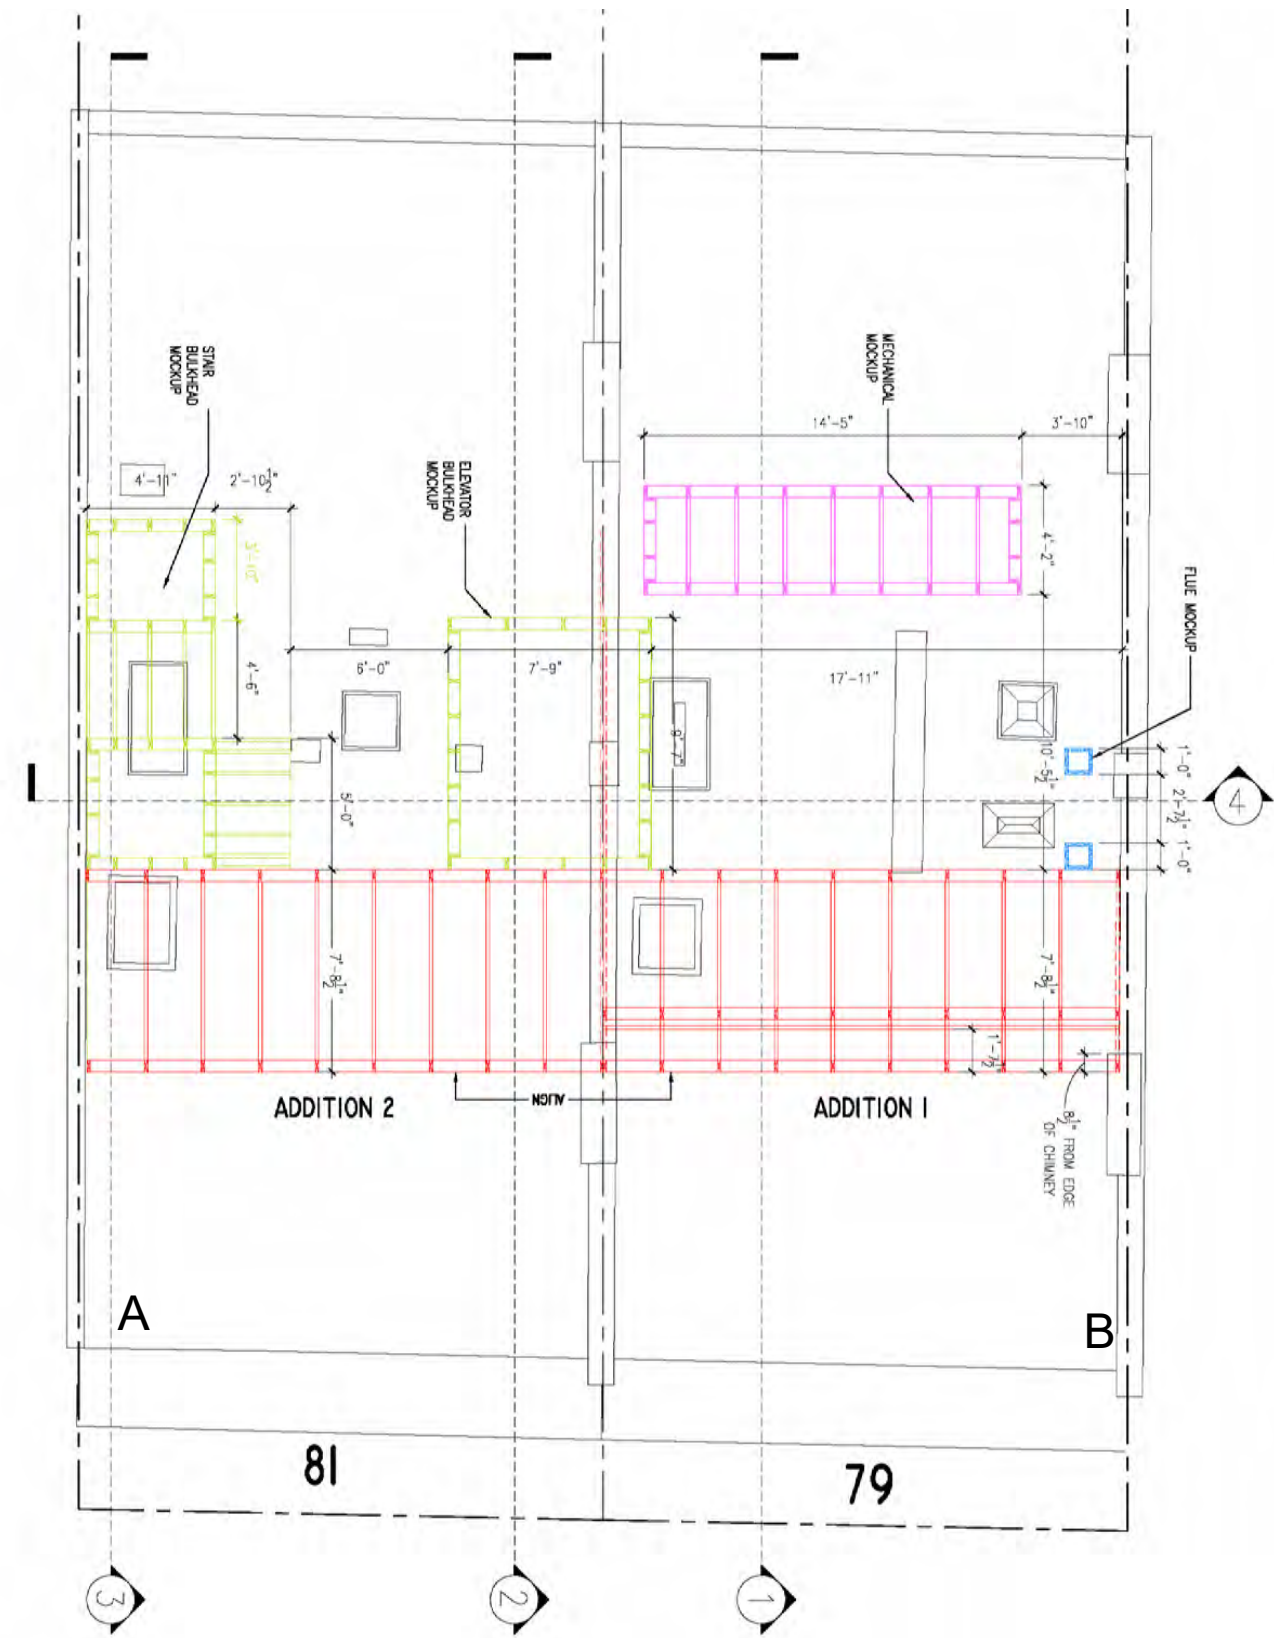 STAIR
BULKHEAD
MOCKUP
ELEVATOR
BULKHEAD
MOCKUP
MECHANICAL
MOCKUP
FLUE MOCKUP
14'-5"
3'-10"
4'-11"
2'-10½"
4'-2"
3'-10"
4'-6"
6'-0"
7'-9"
17'-11"
9'-7"
10'-5½"
1'-0"
2'-7½"
1'-0"
5'-0"
4
7'-8½"
7'-8½"
1'-7½"
ALIGN
ADDITION 2
ADDITION 1
8½" FROM EDGE
OF CHIMNEY
A
B
81
79
3
2
1